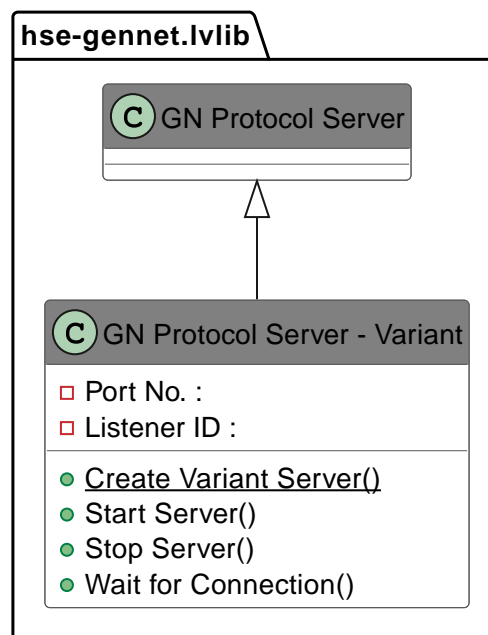 hse-gennet.lvlib
C GN Protocol Server
C GN Protocol Server - Variant
Port No. :
Listener ID :
Create Variant Server()
Start Server()
Stop Server()
Wait for Connection()